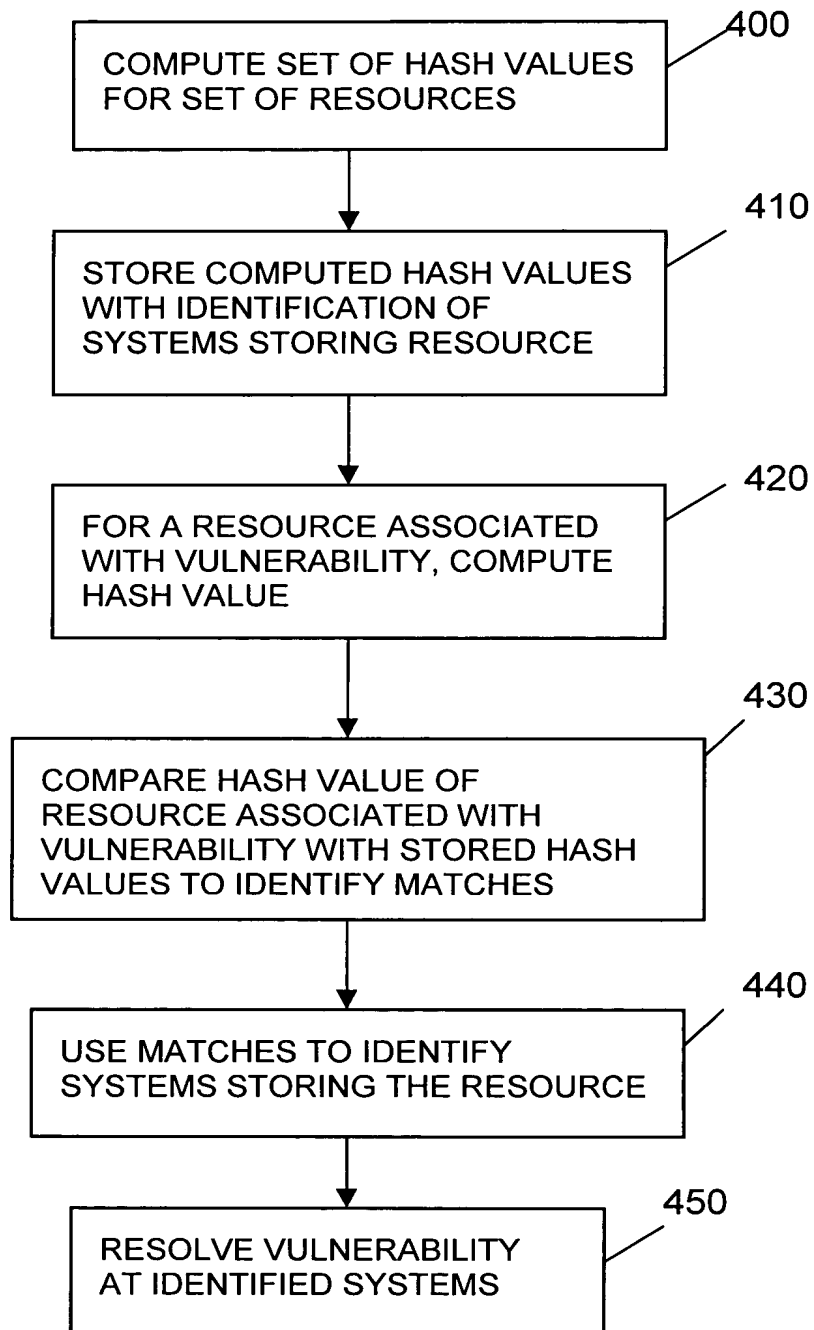 400
COMPUTE SET OF HASH VALUES
FOR SET OF RESOURCES
410
STORE COMPUTED HASH VALUES
WITH IDENTIFICATION OF
SYSTEMS STORING RESOURCE
420
FOR A RESOURCE ASSOCIATED
WITH VULNERABILITY, COMPUTE
HASH VALUE
430
COMPARE HASH VALUE OF
RESOURCE ASSOCIATED WITH
VULNERABILITY WITH STORED HASH
VALUES TO IDENTIFY MATCHES
440
USE MATCHES TO IDENTIFY
SYSTEMS STORING THE RESOURCE
450
RESOLVE VULNERABILITY
AT IDENTIFIED SYSTEMS